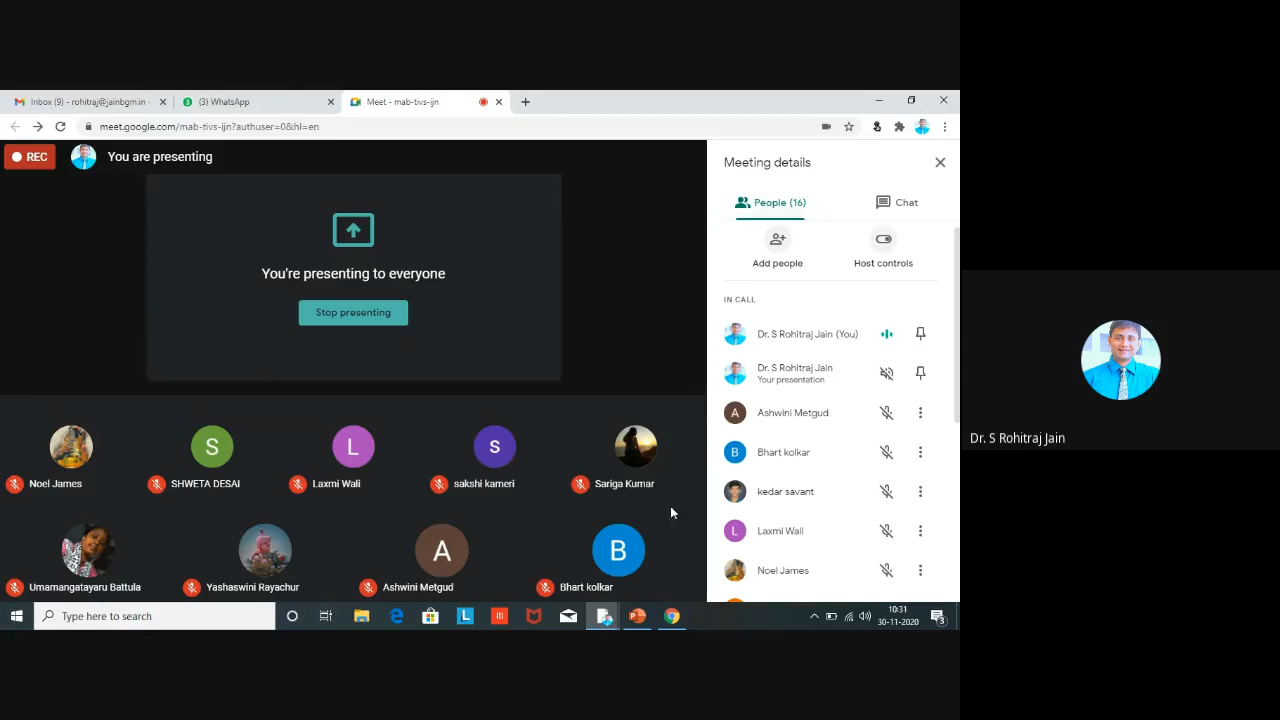 Inbox (9) - rohitraj@jainbgm.in -
(3) WhatsApp
Meet - mab-tivs-ijn
meet.google.com/mab-tivs-ijn?authuser=0&hl=en
REC
You are presenting
You're presenting to everyone
Stop presenting
Noel James
S
SHWETA DESAI
L
Laxmi Wali
s
sakshi kameri
Sariga Kumar
Umamangatayaru Battula
Yashaswini Rayachur
A
Ashwini Metgud
B
Bhart kolkar
Meeting details
People (16)
Chat
Add people
Host controls
IN CALL
Dr. S Rohitraj Jain (You)
Dr. S Rohitraj Jain
Your presentation
A
Ashwini Metgud
B
Bhart kolkar
kedar savant
L
Laxmi Wali
Noel James
Type here to search
L
10:31
30-11-2020
3
Dr. S Rohitraj Jain